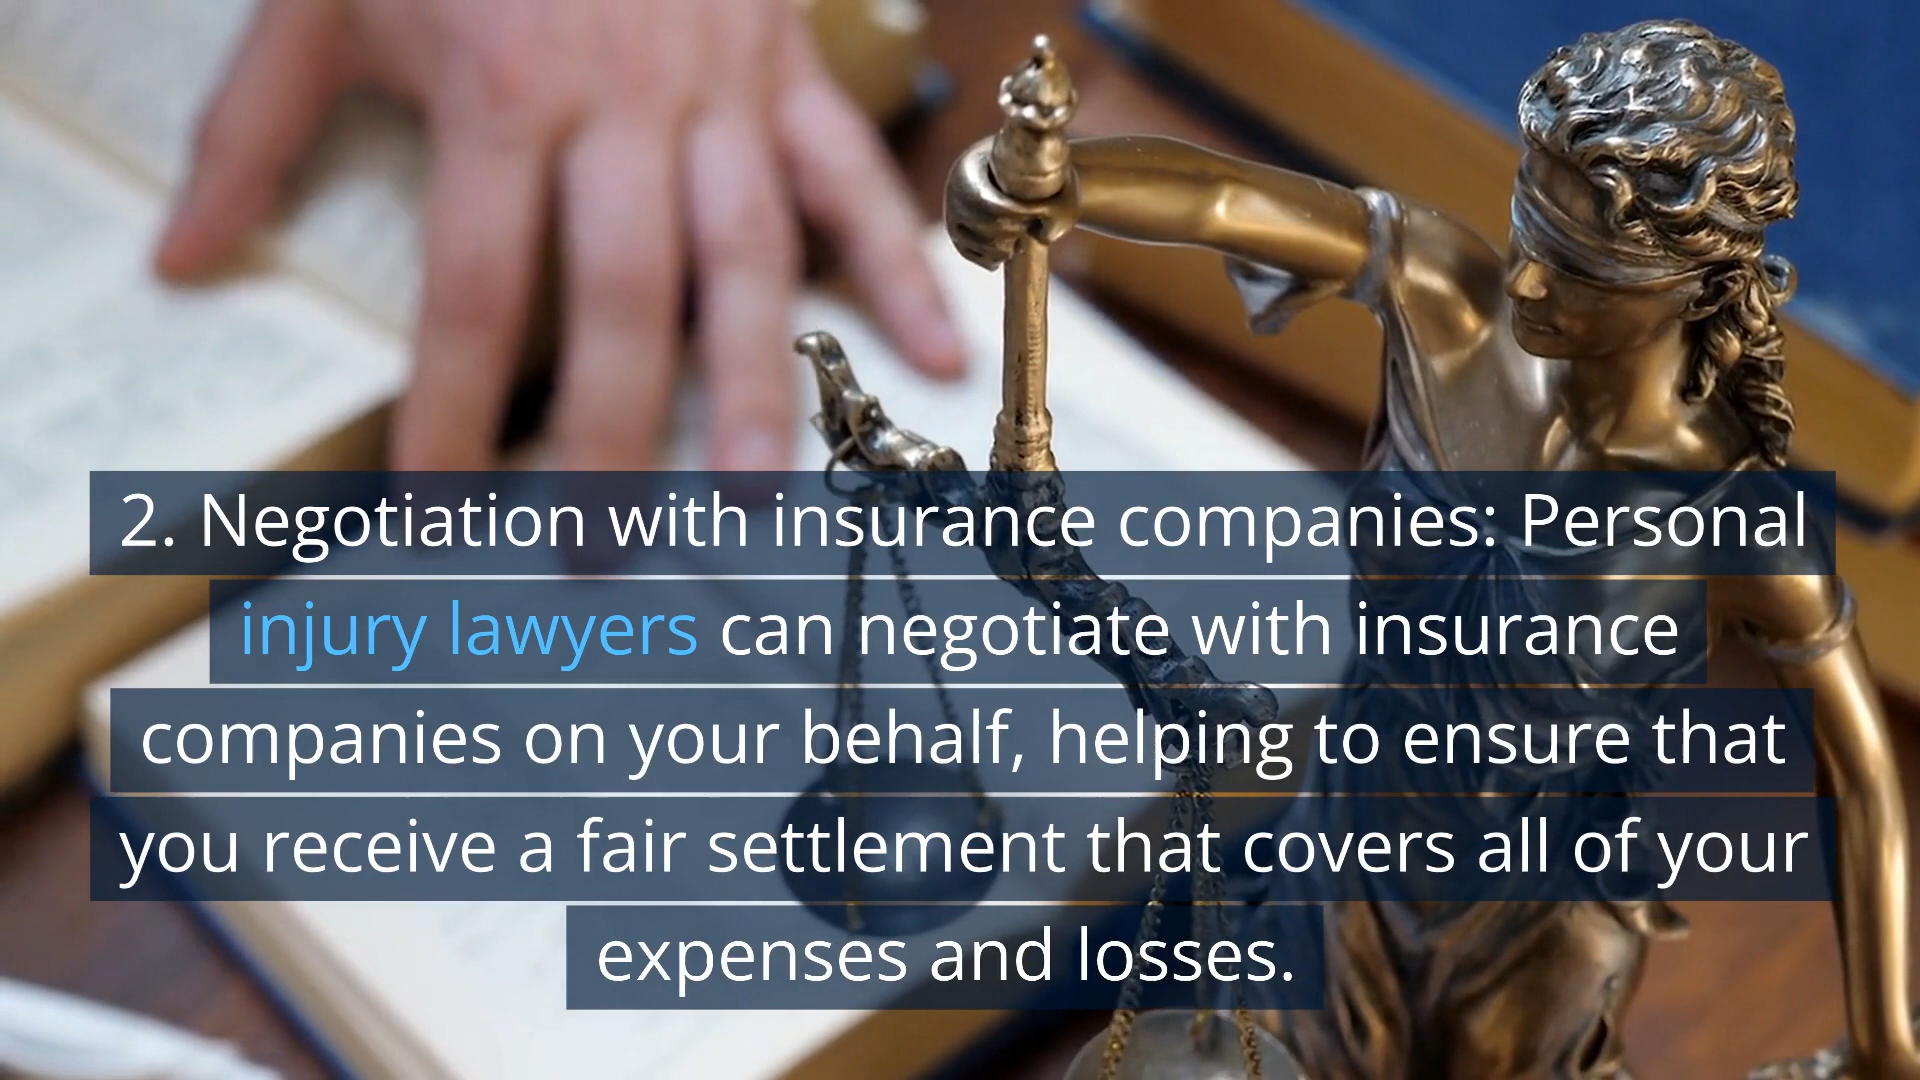 2. Negotiation with insurance companies: Personal
injury lawyers can negotiate with insurance
companies on your behalf, helping to ensure that
you receive a fair settlement that covers all of your
expenses and losses.